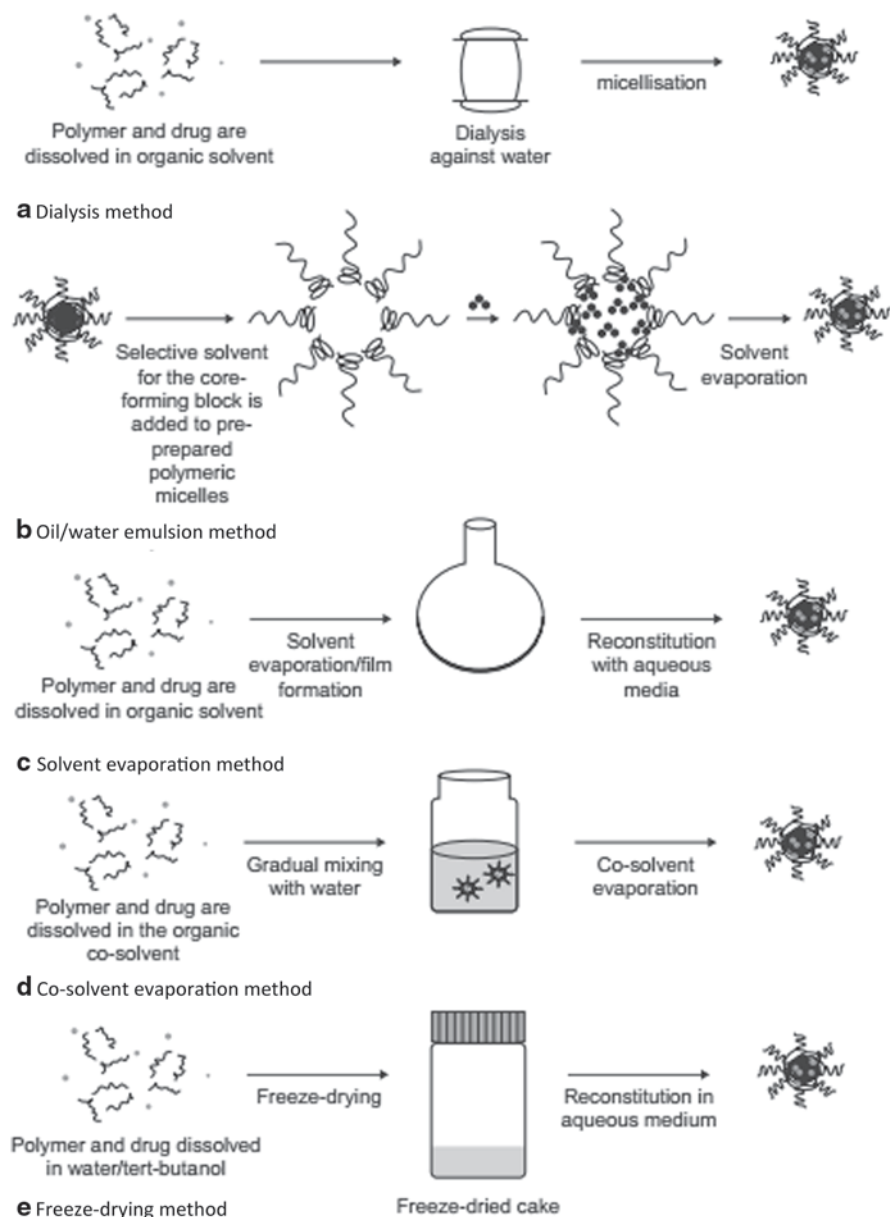 Polymer and drug are
dissolved in organic solvent
Dialysis
against water
micellisation
a Dialysis method
Selective solvent
for the core-
forming block is
added to pre-
prepared
polymeric
micelles
Solvent
evaporation
b Oil/water emulsion method
Polymer and drug are
dissolved in organic solvent
Solvent
evaporation/film
formation
Reconstitution
with aqueous
media
c Solvent evaporation method
Polymer and drug are
dissolved in the organic
co-solvent
Gradual mixing
with water
Co-solvent
evaporation
d Co-solvent evaporation method
Polymer and drug dissolved
in water/tert-butanol
Freeze-drying
Freeze-dried cake
Reconstitution in
aqueous medium
e Freeze-drying method